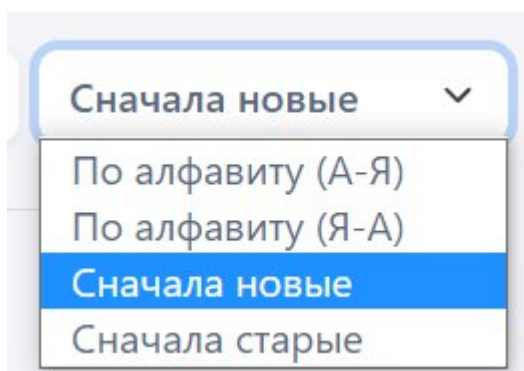 Сначала новые
По алфавиту (А-Я)
По алфавиту (Я-А)
Сначала новые
Сначала старые